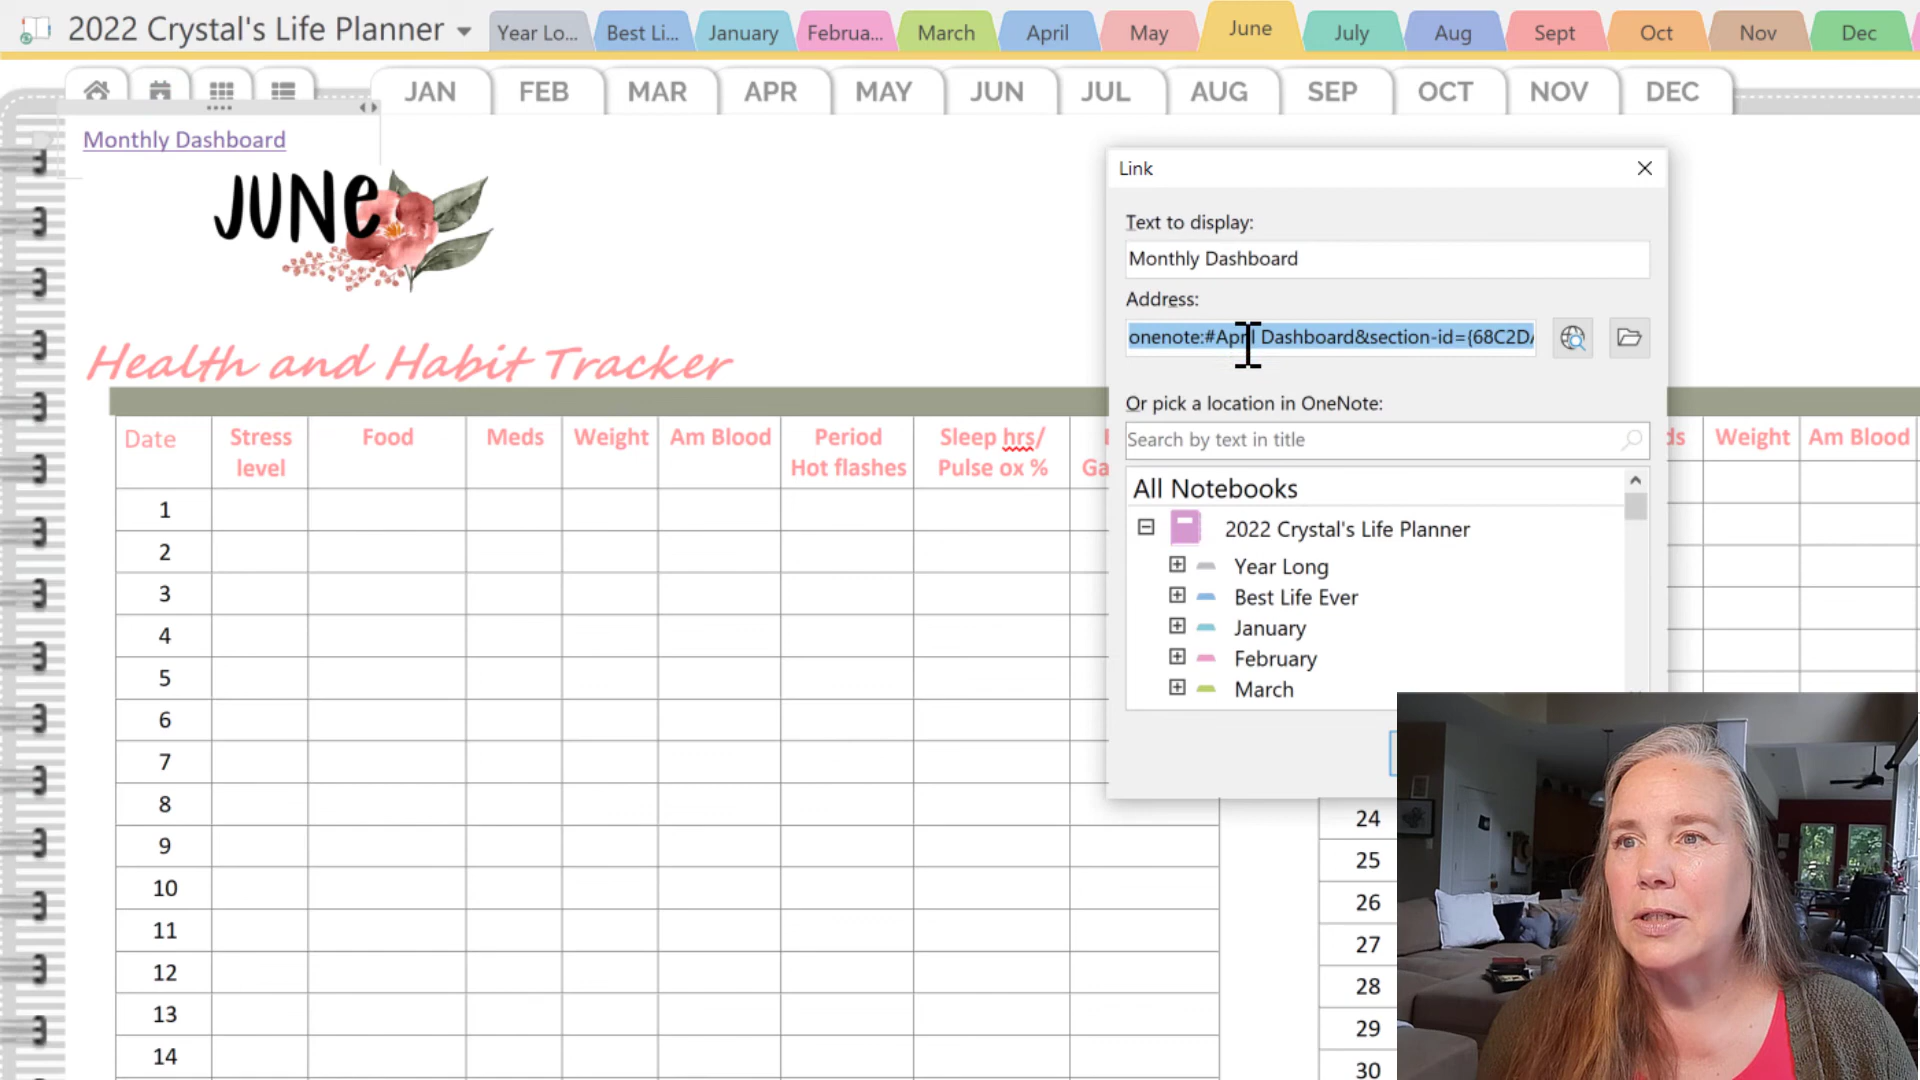 2022 Crystal's Life Planner
Year Lo... Best Li... January Februa... March April May June July Aug Sept Oct Nov Dec
JAN FEB MAR APR MAY JUN JUL AUG SEP OCT NOV DEC
Monthly Dashboard
JUNe
Health and Habit Tracker
Date Stress level Food Meds Weight Am Blood Period Hot flashes Sleep hrs/ Pulse ox %
Weight Am Blood
1
2
3
4
5
6
7
8
9
10
11
12
13
14
24
25
26
27
28
29
30
Link
Text to display:
Monthly Dashboard
Address:
onenote:#April Dashboard&section-id={68C2D
Or pick a location in OneNote:
Search by text in title
All Notebooks
2022 Crystal's Life Planner
Year Long
Best Life Ever
January
February
March